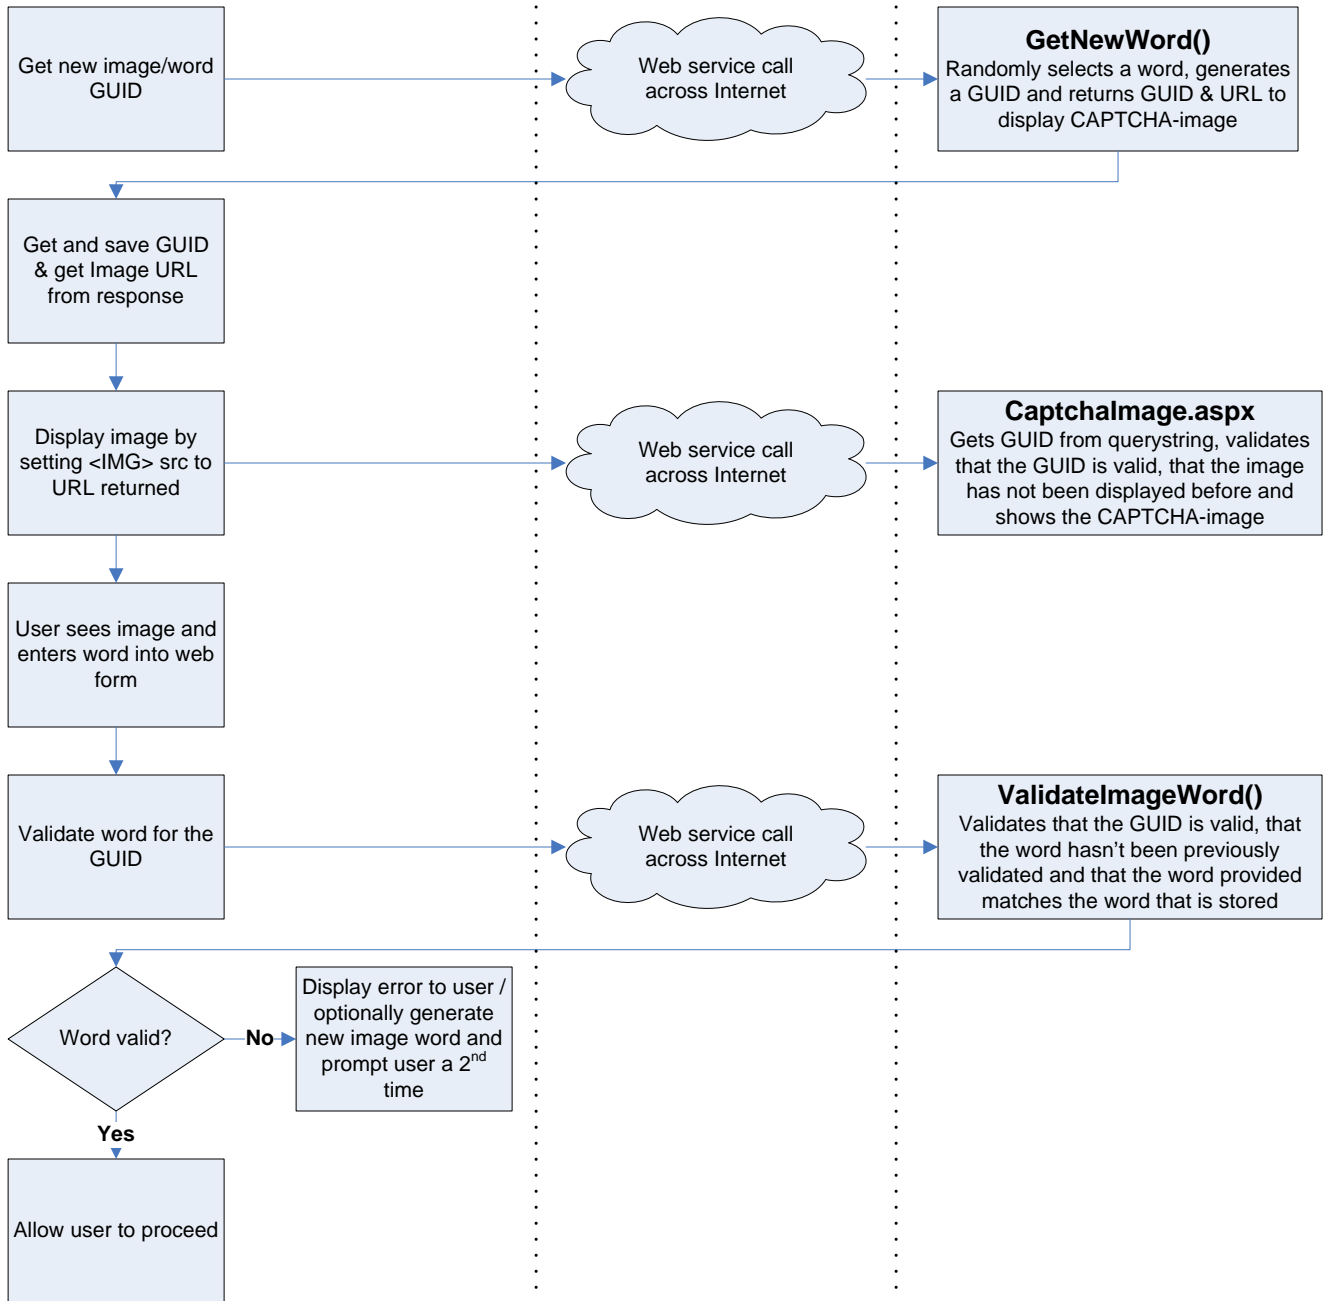 Get new image/word
GUID
Web service call
across Internet
GetNewWord()
Randomly selects a word, generates
a GUID and returns GUID & URL to
display CAPTCHA-image
Get and save GUID
& get Image URL
from response
Display image by
setting <IMG> src to
URL returned
Web service call
across Internet
CaptchaImage.aspx
Gets GUID from querystring, validates
that the GUID is valid, that the image
has not been displayed before and
shows the CAPTCHA-image
User sees image and
enters word into web
form
Validate word for the
GUID
Web service call
across Internet
ValidateImageWord()
Validates that the GUID is valid, that
the word hasn't been previously
validated and that the word provided
matches the word that is stored
Word valid?
No
Display error to user /
optionally generate
new image word and
prompt user a 2nd
time
Yes
Allow user to proceed